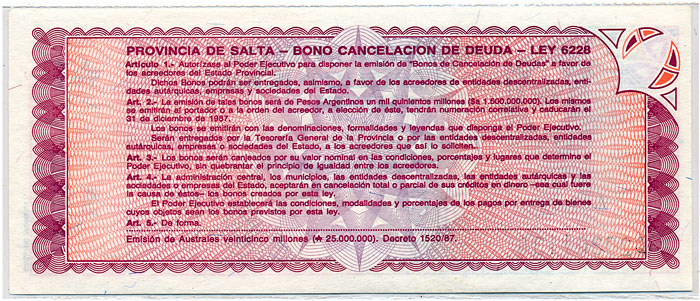 PROVINCIA DE SALTA – BONO CANCELACION DE DEUDA – LEY 6228
Artículo 1.- Autorízase al Poder Ejecutivo para disponer la emisión de "Bonos de Cancelación de Deudas" a favor de
los acreedores del Estado Provincial.
Dichos Bonos podrán ser entregados, asimismo, a favor de los acreedores de entidades descentralizadas, enti-
dades autárquicas, empresas y sociedades del Estado.
Art. 2.- La emisión de tales bonos será de Pesos Argentinos un mil quinientos millones ($a 1.500.000.000). Los mismos
se emitirán al portador o a la orden del acreedor, a elección de éste, tendrán numeración correlativa y caducarán el
31 de diciembre de 1987.
Los bonos se emitirán con las denominaciones, formalidades y leyendas que disponga el Poder Ejecutivo.
Serán entregados por la Tesorería General de la Provincia o por las entidades descentralizadas, entidades
autárquicas, empresas o sociedades del Estado, a los acreedores que así lo soliciten.
Art. 3.- Los bonos serán canjeados por su valor nominal en las condiciones, porcentajes y lugares que determine el
Poder Ejecutivo, sin quebrantar el principio de igualdad entre los acreedores.
Art. 4.- La administración central, los municipios, las entidades descentralizadas, las entidades autárquicas y las
sociedades o empresas del Estado, aceptarán en cancelación total o parcial de sus créditos en dinero –sea cual fuera
la causa de éstos– los bonos creados por esta ley.
El Poder Ejecutivo establecerá las condiciones, modalidades y porcentajes de los pagos por entrega de bienes
cuyos objetos sean los bonos previstos por esta ley.
Art. 5.- De forma.
Emisión de Australes veinticinco millones (₳ 25.000.000). Decreto 1520/87.